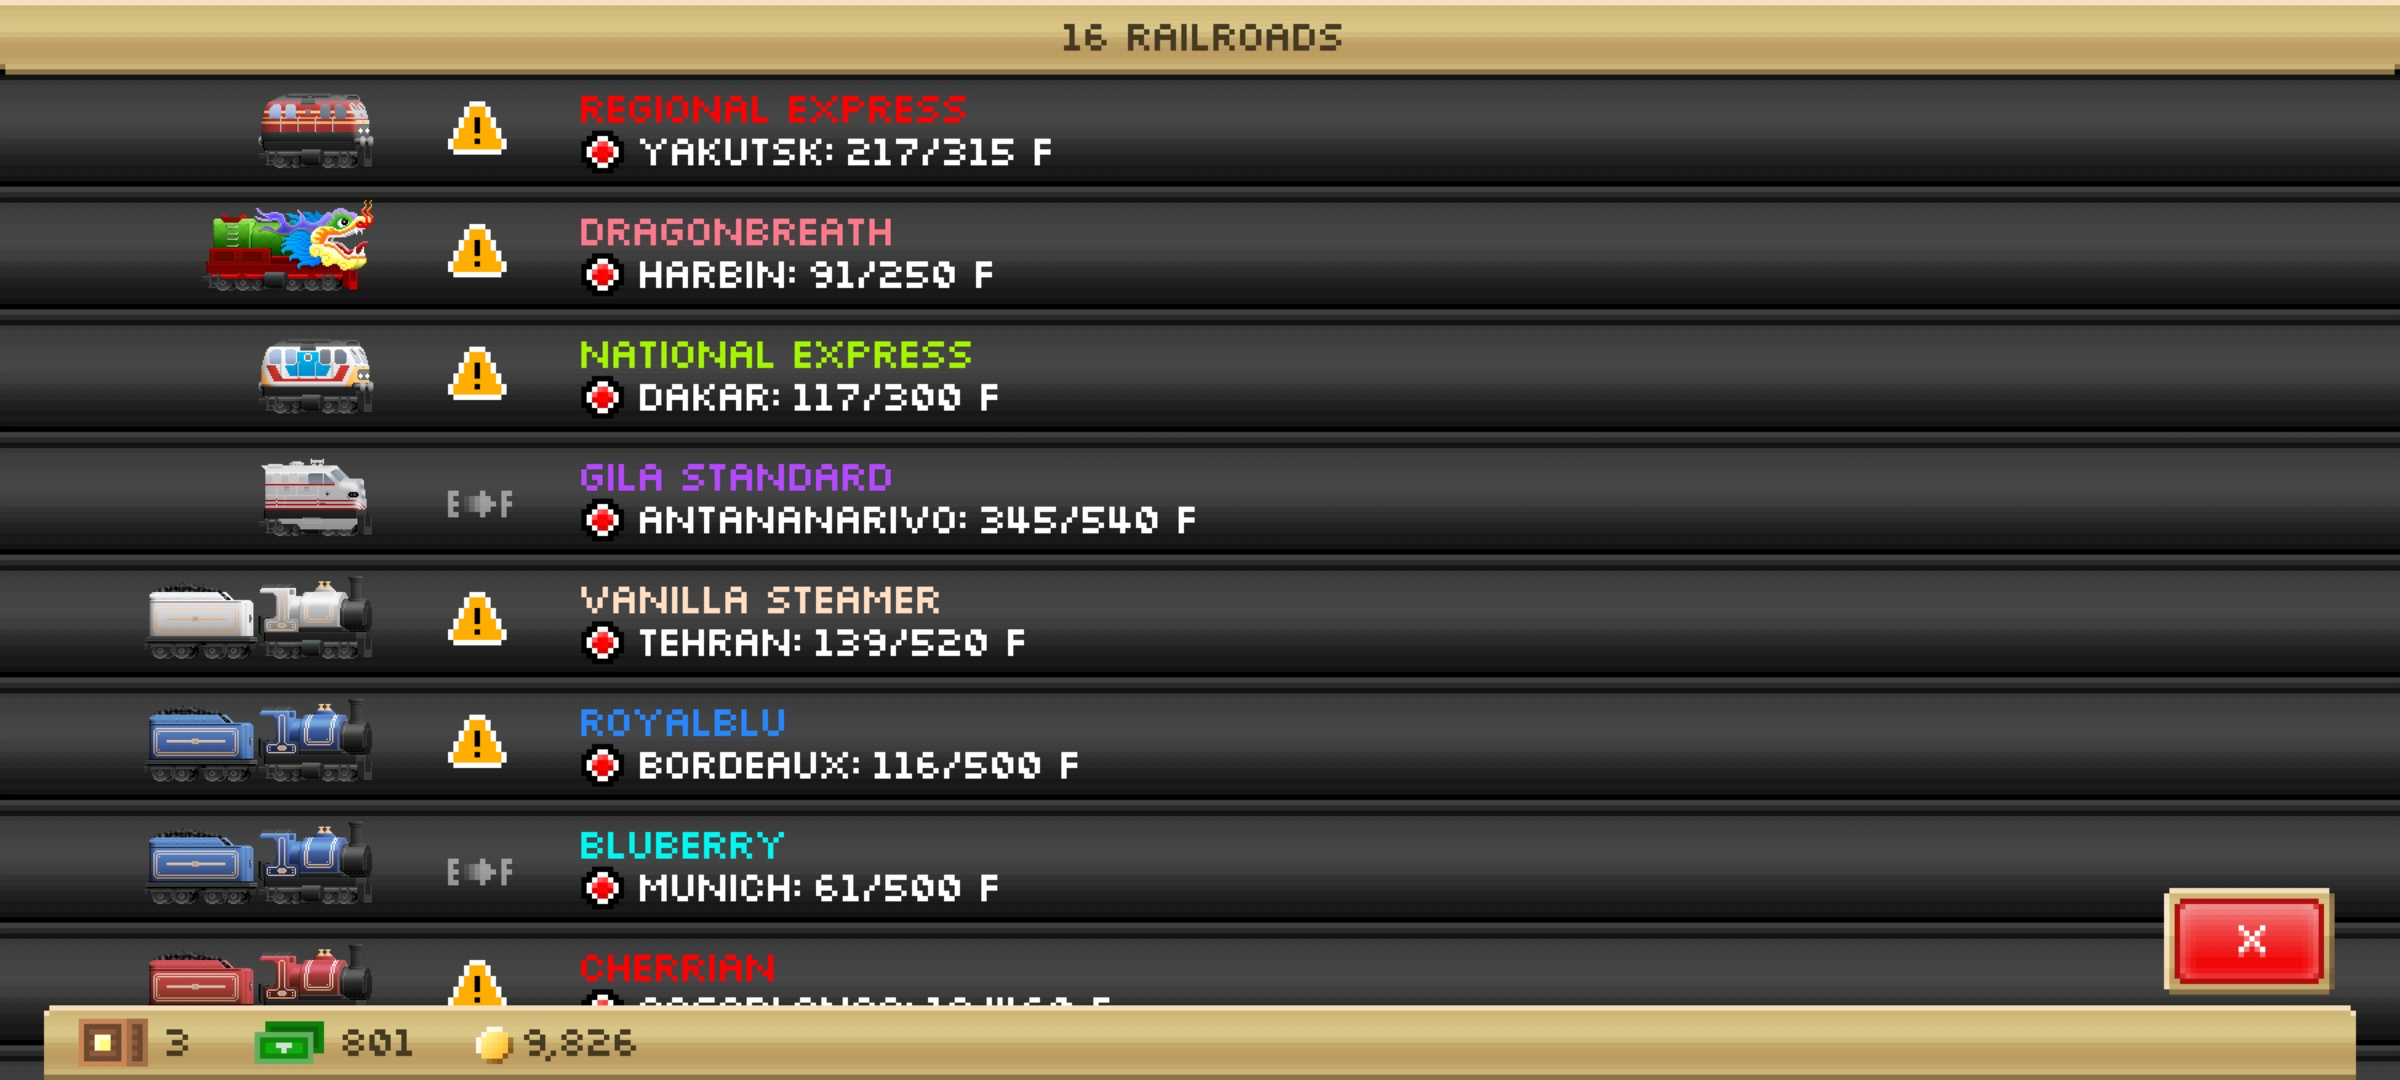 16 RAILROADS
REGIONAL EXPRESS
YAKUTSK: 217/315 F
DRAGONBREATH
HARBIN: 91/250 F
NATIONAL EXPRESS
DAKAR: 117/300 F
GILA STANDARD
E F
ANTANANARIVO: 345/540 F
VANILLA STEAMER
TEHRAN: 139/520 F
ROYALBLU
BORDEAUX: 116/500 F
BLUBERRY
E F
MUNICH: 61/500 F
X
CHERRIAN
3 801 9,826